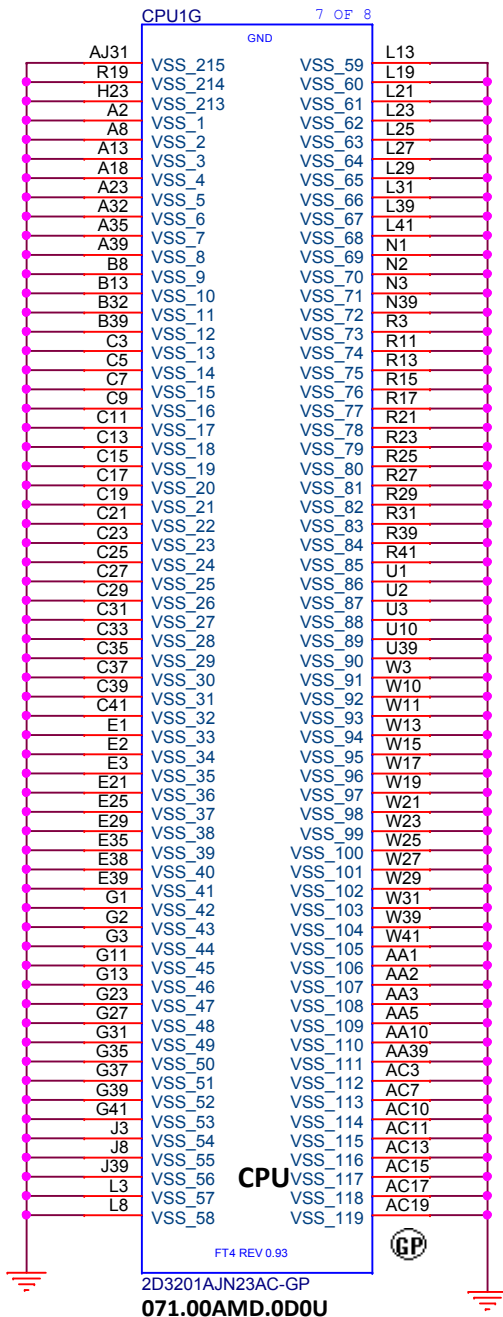 CPU1G 7 OF 8
GND
AJ31 VSS_215 VSS_59 L13
R19 VSS_214 VSS_60 L19
H23 VSS_213 VSS_61 L21
A2 VSS_1 VSS_62 L23
A8 VSS_2 VSS_63 L25
A13 VSS_3 VSS_64 L27
A18 VSS_4 VSS_65 L29
A23 VSS_5 VSS_66 L31
A32 VSS_6 VSS_67 L39
A35 VSS_7 VSS_68 L41
A39 VSS_8 VSS_69 N1
B8 VSS_9 VSS_70 N2
B13 VSS_10 VSS_71 N3
B32 VSS_11 VSS_72 N39
B39 VSS_12 VSS_73 R3
C3 VSS_13 VSS_74 R11
C5 VSS_14 VSS_75 R13
C7 VSS_15 VSS_76 R15
C9 VSS_16 VSS_77 R17
C11 VSS_17 VSS_78 R21
C13 VSS_18 VSS_79 R23
C15 VSS_19 VSS_80 R25
C17 VSS_20 VSS_81 R27
C19 VSS_21 VSS_82 R29
C21 VSS_22 VSS_83 R31
C23 VSS_23 VSS_84 R39
C25 VSS_24 VSS_85 R41
C27 VSS_25 VSS_86 U1
C29 VSS_26 VSS_87 U2
C31 VSS_27 VSS_88 U3
C33 VSS_28 VSS_89 U10
C35 VSS_29 VSS_90 U39
C37 VSS_30 VSS_91 W3
C39 VSS_31 VSS_92 W10
C41 VSS_32 VSS_93 W11
E1 VSS_33 VSS_94 W13
E2 VSS_34 VSS_95 W15
E3 VSS_35 VSS_96 W17
E21 VSS_36 VSS_97 W19
E25 VSS_37 VSS_98 W21
E29 VSS_38 VSS_99 W23
E35 VSS_39 VSS_100 W25
E38 VSS_40 VSS_101 W27
E39 VSS_41 VSS_102 W29
G1 VSS_42 VSS_103 W31
G2 VSS_43 VSS_104 W39
G3 VSS_44 VSS_105 W41
G11 VSS_45 VSS_106 AA1
G13 VSS_46 VSS_107 AA2
G23 VSS_47 VSS_108 AA3
G27 VSS_48 VSS_109 AA5
G31 VSS_49 VSS_110 AA10
G35 VSS_50 VSS_111 AA39
G37 VSS_51 VSS_112 AC3
G39 VSS_52 VSS_113 AC7
G41 VSS_53 VSS_114 AC10
J3 VSS_54 VSS_115 AC11
J8 VSS_55 VSS_116 AC13
J39 VSS_56 CPU VSS_117 AC15
L3 VSS_57 VSS_118 AC17
L8 VSS_58 VSS_119 AC19
GP
FT4 REV 0.93
2D3201AJN23AC-GP
071.00AMD.0D0U